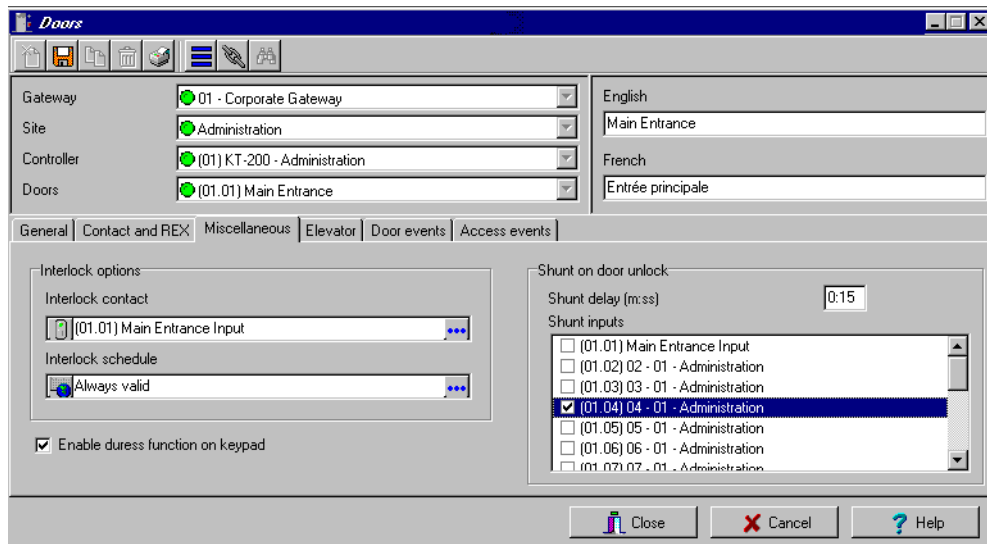 Doors
Gateway
01 - Corporate Gateway
Site
Administration
Controller
(01) KT-200 - Administration
Doors
(01.01) Main Entrance
English
Main Entrance
French
Entrée principale
General
Contact and REX
Miscellaneous
Elevator
Door events
Access events
Interlock options
Interlock contact
(01.01) Main Entrance Input
Interlock schedule
Always valid
Enable duress function on keypad
Shunt on door unlock
Shunt delay (m:ss)
0:15
Shunt inputs
(01.01) Main Entrance Input
(01.02) 02 - 01 - Administration
(01.03) 03 - 01 - Administration
(01.04) 04 - 01 - Administration
(01.05) 05 - 01 - Administration
(01.06) 06 - 01 - Administration
(01.07) 07 - 01 - Administration
Close
Cancel
Help